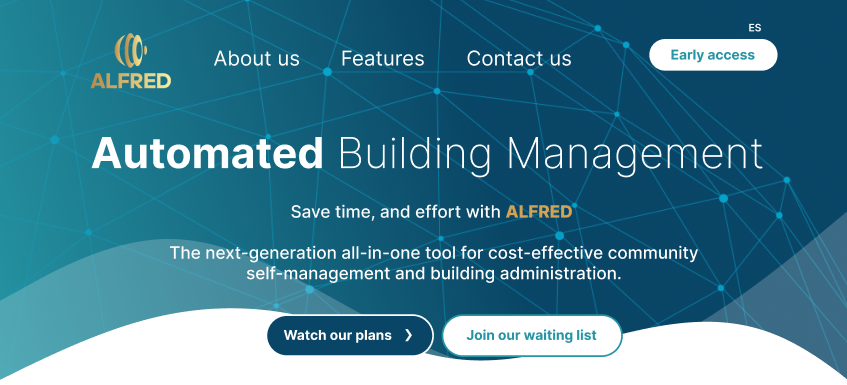 ES
ALFRED
About us
Features
Contact us
Early access
Automated Building Management
Save time, and effort with ALFRED
The next-generation all-in-one tool for cost-effective community
self-management and building administration.
Watch our plans ❯
Join our waiting list